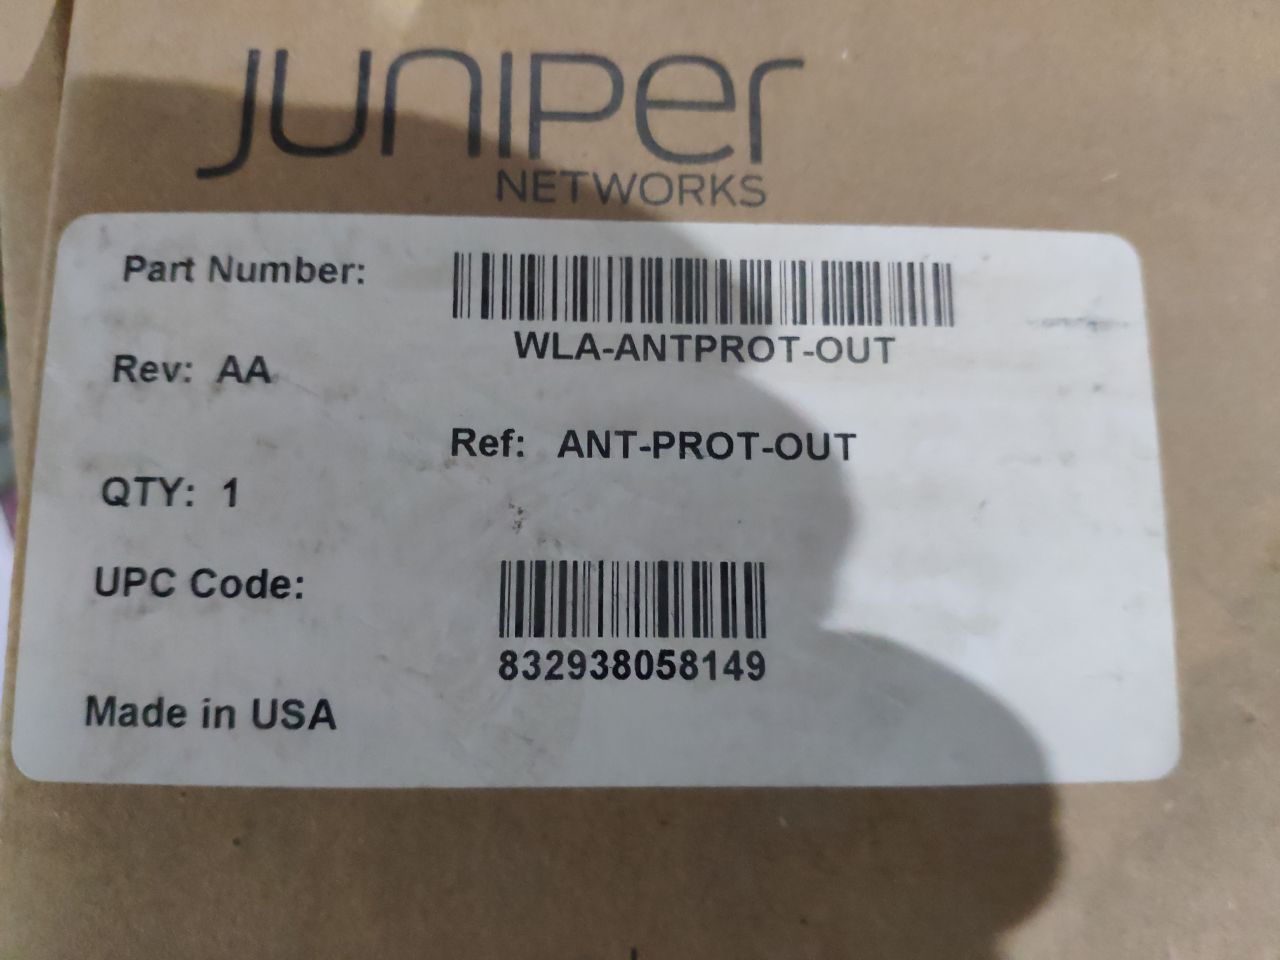 JUNIPer
NETWORKS
Part Number:
WLA-ANTPROT-OUT
Rev: AA
Ref: ANT-PROT-OUT
QTY: 1
UPC Code:
832938058149
Made in USA